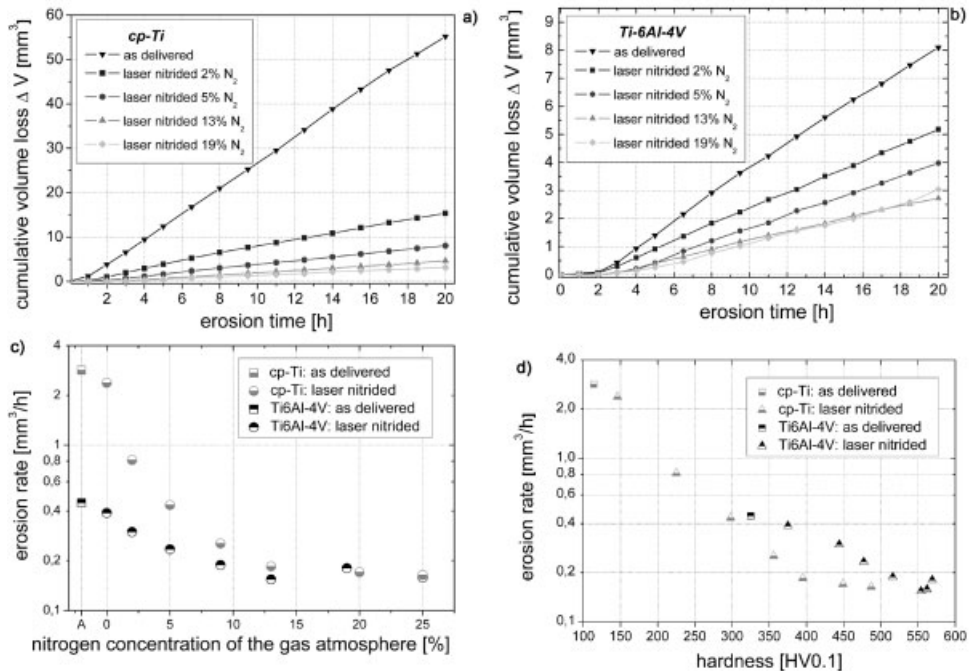 a)
cp-Ti
as delivered
laser nitrided 2% N2
laser nitrided 5% N2
laser nitrided 13% N2
laser nitrided 19% N2
cumulative volume loss Δ V [mm³]
60
50
40
30
20
10
0
2 4 6 8 10 12 14 16 18 20
erosion time [h]
b)
Ti-6Al-4V
as delivered
laser nitrided 2% N2
laser nitrided 5% N2
laser nitrided 13% N2
laser nitrided 19% N2
cumulative volume loss Δ V [mm³]
9
8
7
6
5
4
3
2
1
0
0 2 4 6 8 10 12 14 16 18 20
erosion time [h]
c)
cp-Ti: as delivered
cp-Ti: laser nitrided
Ti6Al-4V: as delivered
Ti6Al-4V: laser nitrided
erosion rate [mm³/h]
4
2
1
0,8
0,6
0,4
0,2
0,1
A 0 5 10 15 20 25
nitrogen concentration of the gas atmosphere [%]
d)
cp-Ti: as delivered
cp-Ti: laser nitrided
Ti6Al-4V: as delivered
Ti6Al-4V: laser nitrided
erosion rate [mm³/h]
4,0
2,0
0,8
0,6
0,4
0,2
0,1
100 150 200 250 300 350 400 450 500 550 600
hardness [HV0.1]